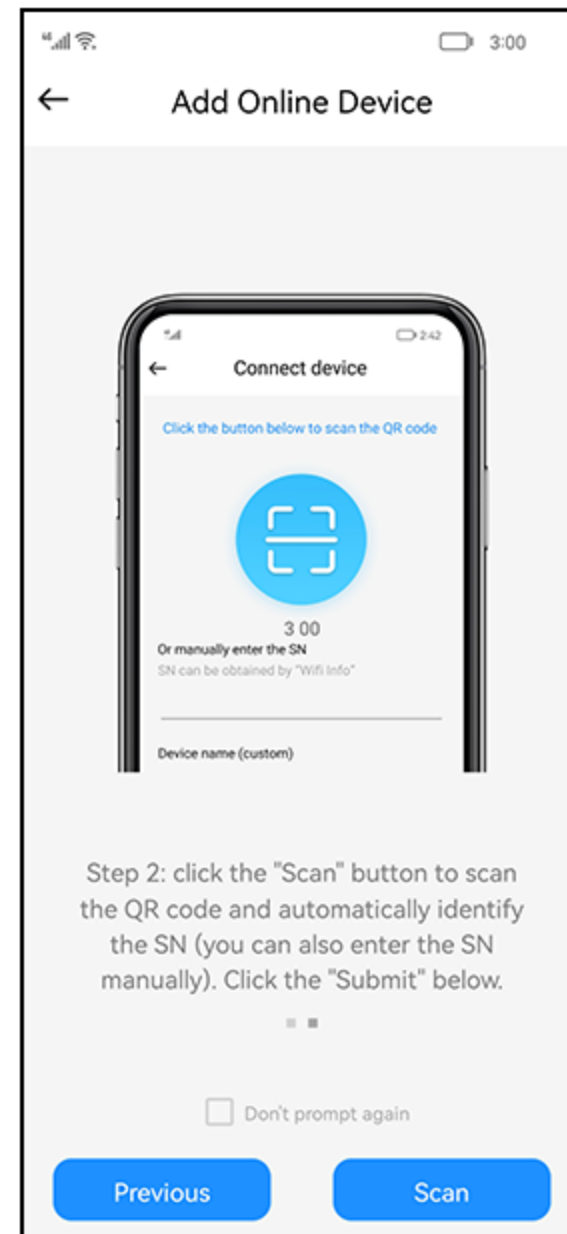 3:00
Add Online Device
2:42
Connect device
Click the button below to scan the QR code
3 00
Or manually enter the SN
SN can be obtained by "Wifi Info"
Device name (custom)
Step 2: click the "Scan" button to scan
the QR code and automatically identify
the SN (you can also enter the SN
manually). Click the "Submit" below.
Don't prompt again
Previous
Scan